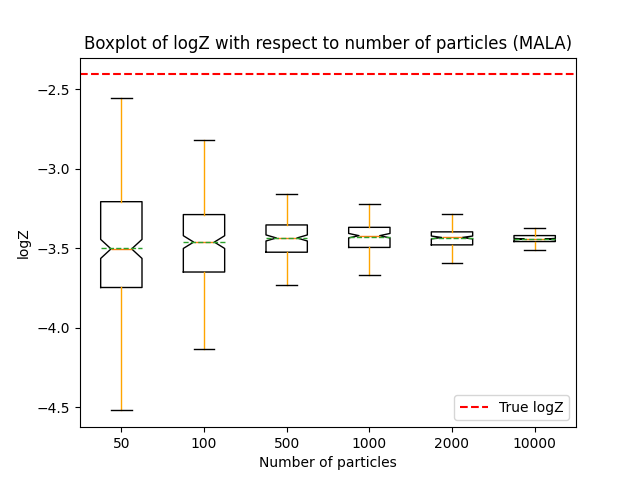 Boxplot of logZ with respect to number of particles (MALA)
−2.5
−3.0
−3.5
−4.0
−4.5
logZ
True logZ
50 100 500 1000 2000 10000
Number of particles